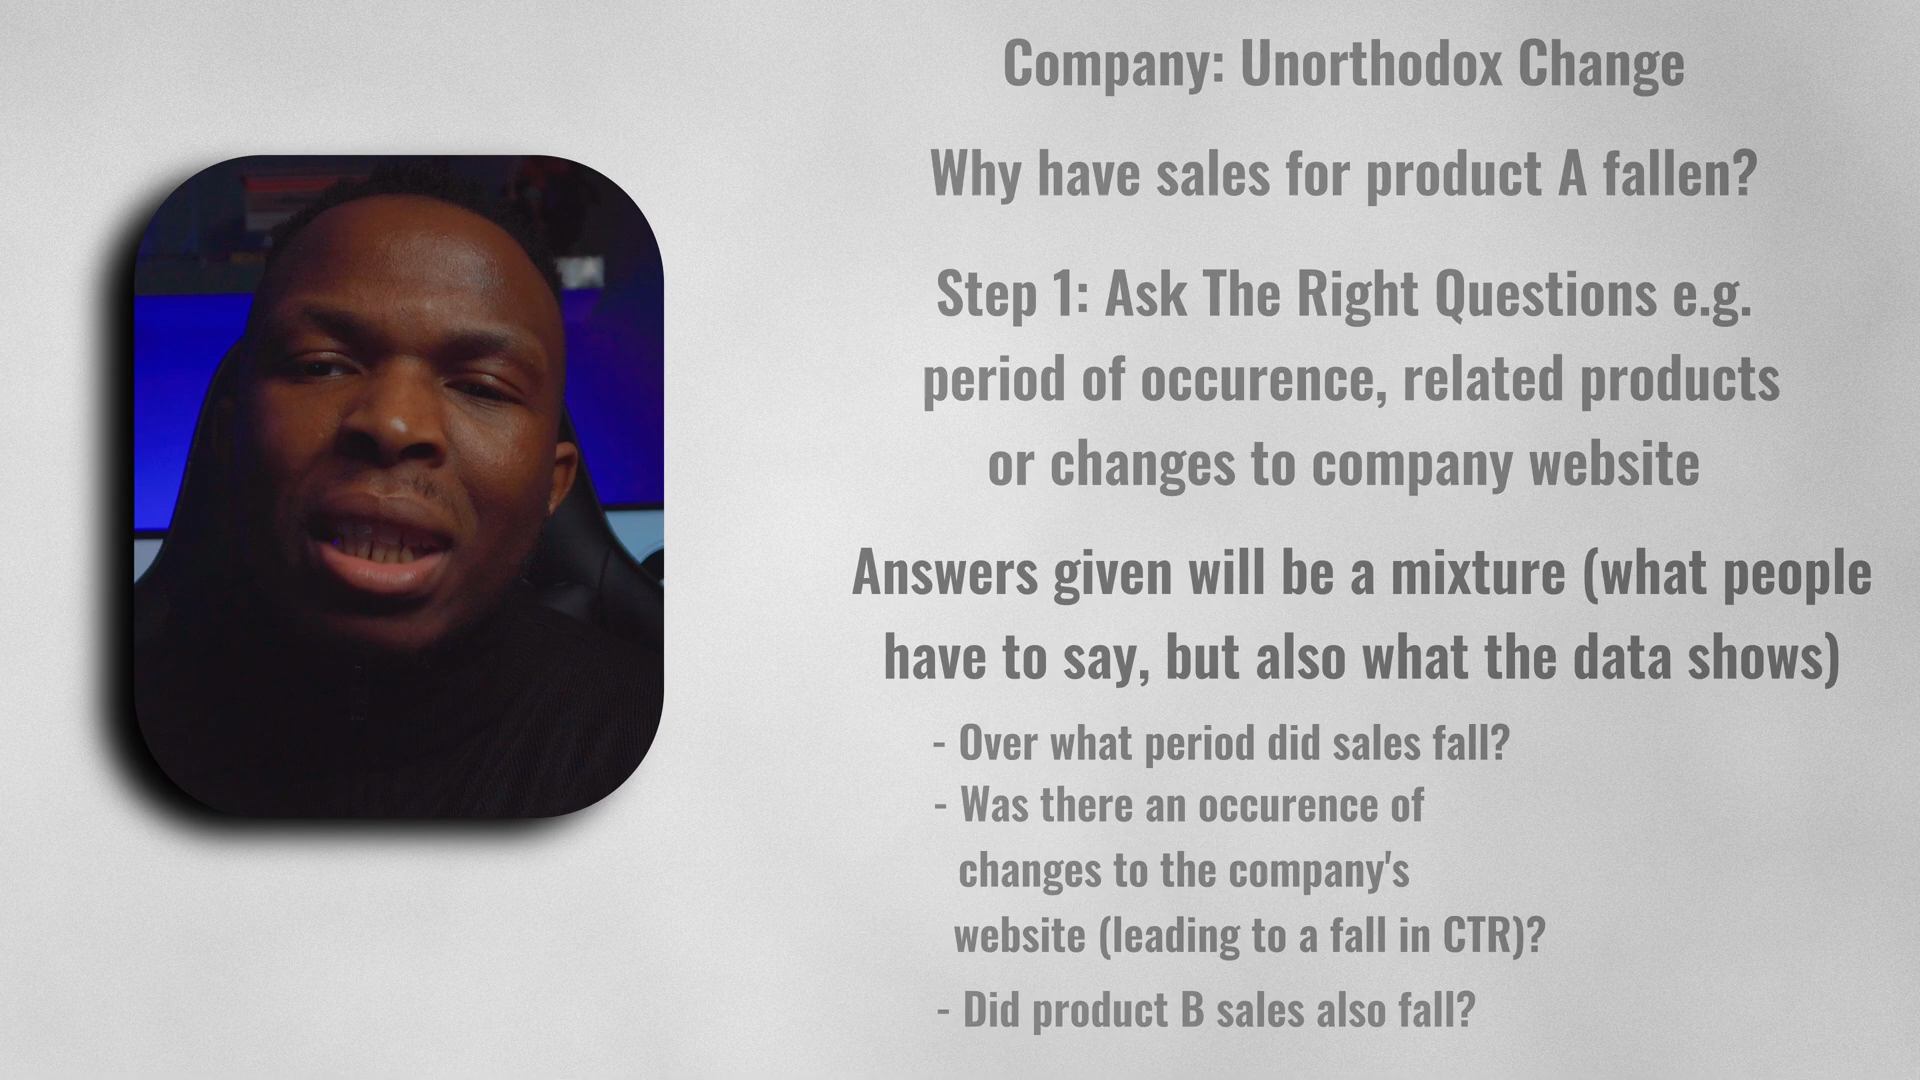 Company: Unorthodox Change
Why have sales for product A fallen?
Step 1: Ask The Right Questions e.g.
period of occurence, related products
or changes to company website
Answers given will be a mixture (what people
have to say, but also what the data shows)
- Over what period did sales fall?
- Was there an occurence of
changes to the company's
website (leading to a fall in CTR)?
- Did product B sales also fall?